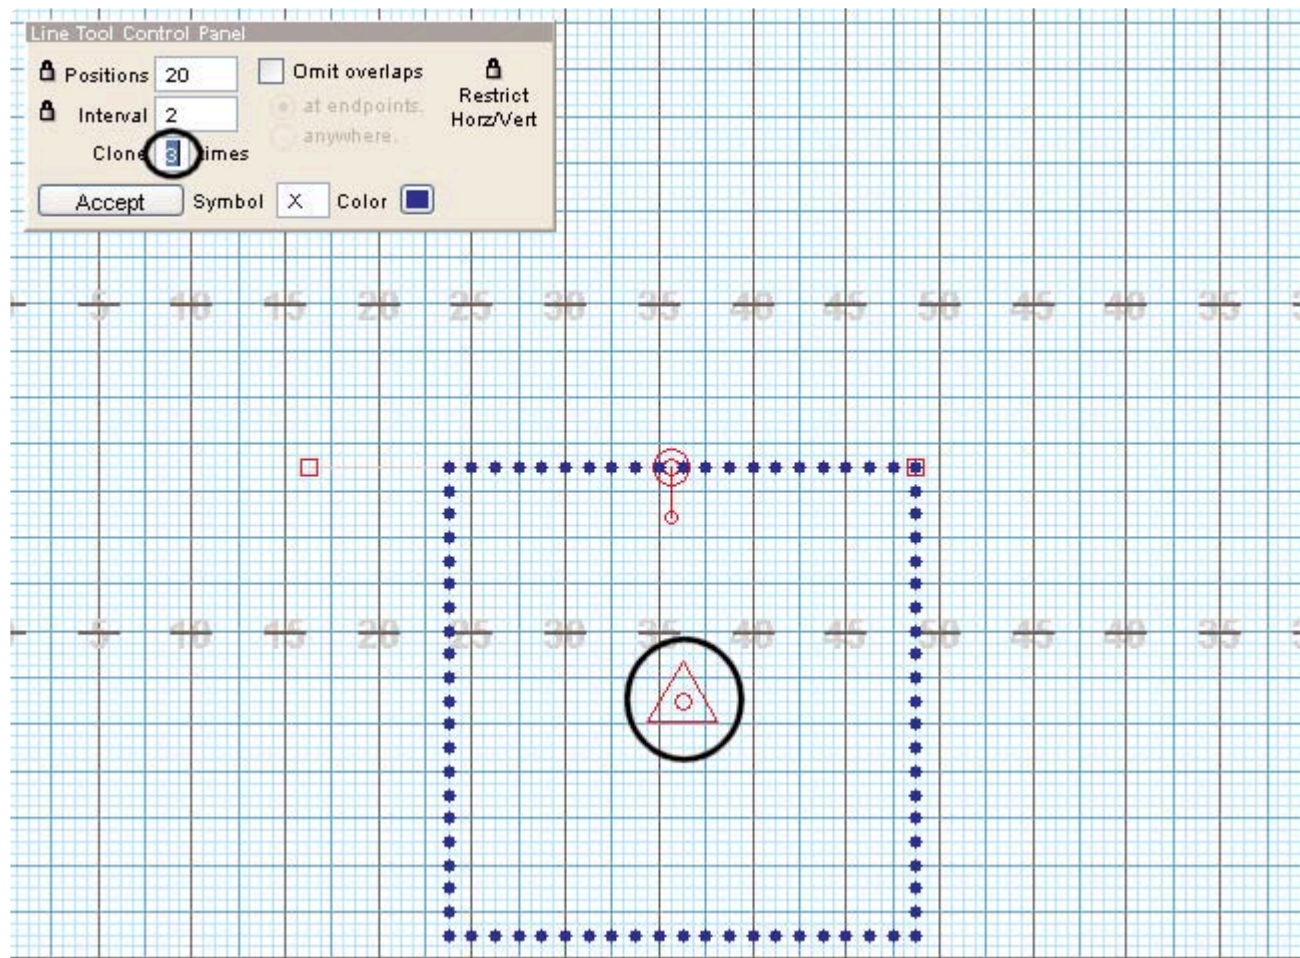 Line Tool Control Panel
Positions 20
Omit overlaps
Interval 2
at endpoints.
Restrict
Horz/Vert
anywhere.
Clone 3 times
Accept Symbol X Color
5 10 15 20 25 30 35 40 45 50 45 40 35
5 10 15 20 25 30 35 40 45 50 45 40 35